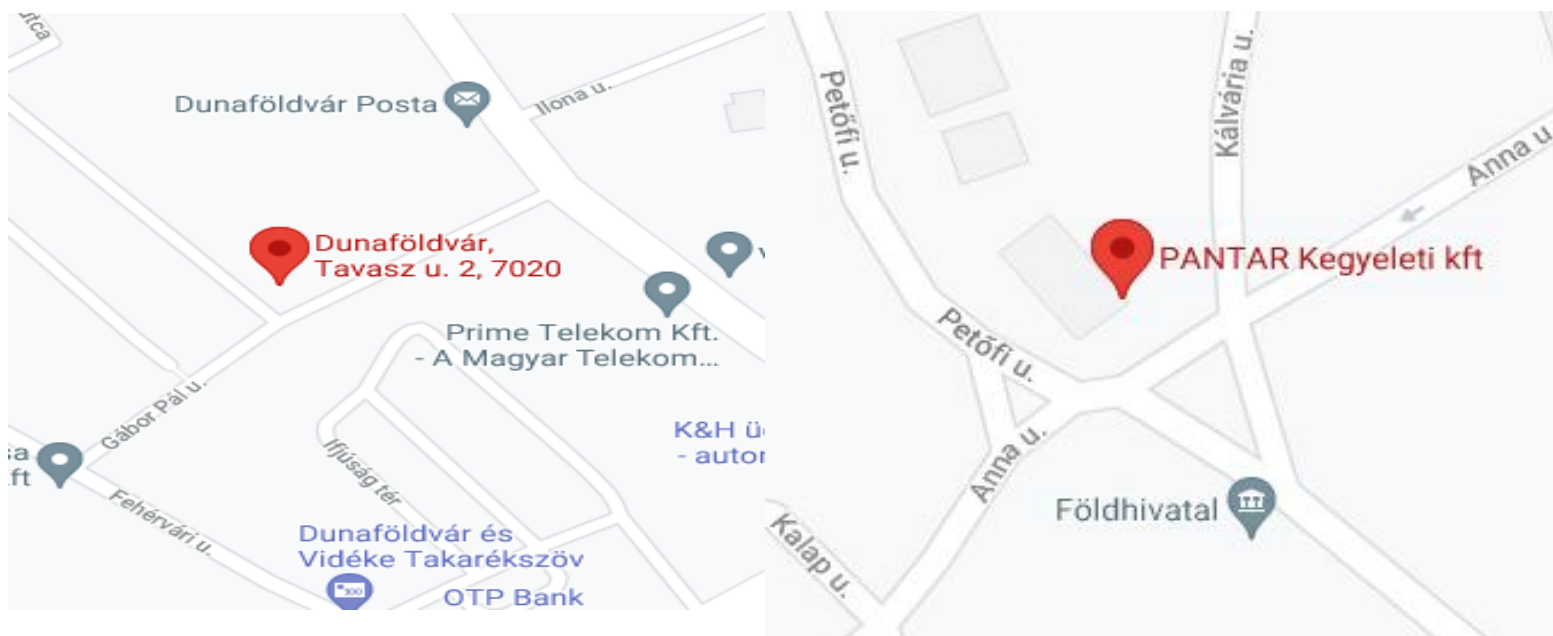 utca
Dunaföldvár Posta
Ilona u.
Dunaföldvár,
Tavasz u. 2, 7020
Prime Telekom Kft.
- A Magyar Telekom...
Gábor Pál u.
K&H
Ifjúság tér
Fehérvári u.
Dunaföldvár és
Vidéke Takarékszöv
OTP Bank
Petőfi u.
Kálvária u.
Anna u
PANTAR Kegyeleti kft
Petőfi u.
Anna u.
Földhivatal
Kalap u.